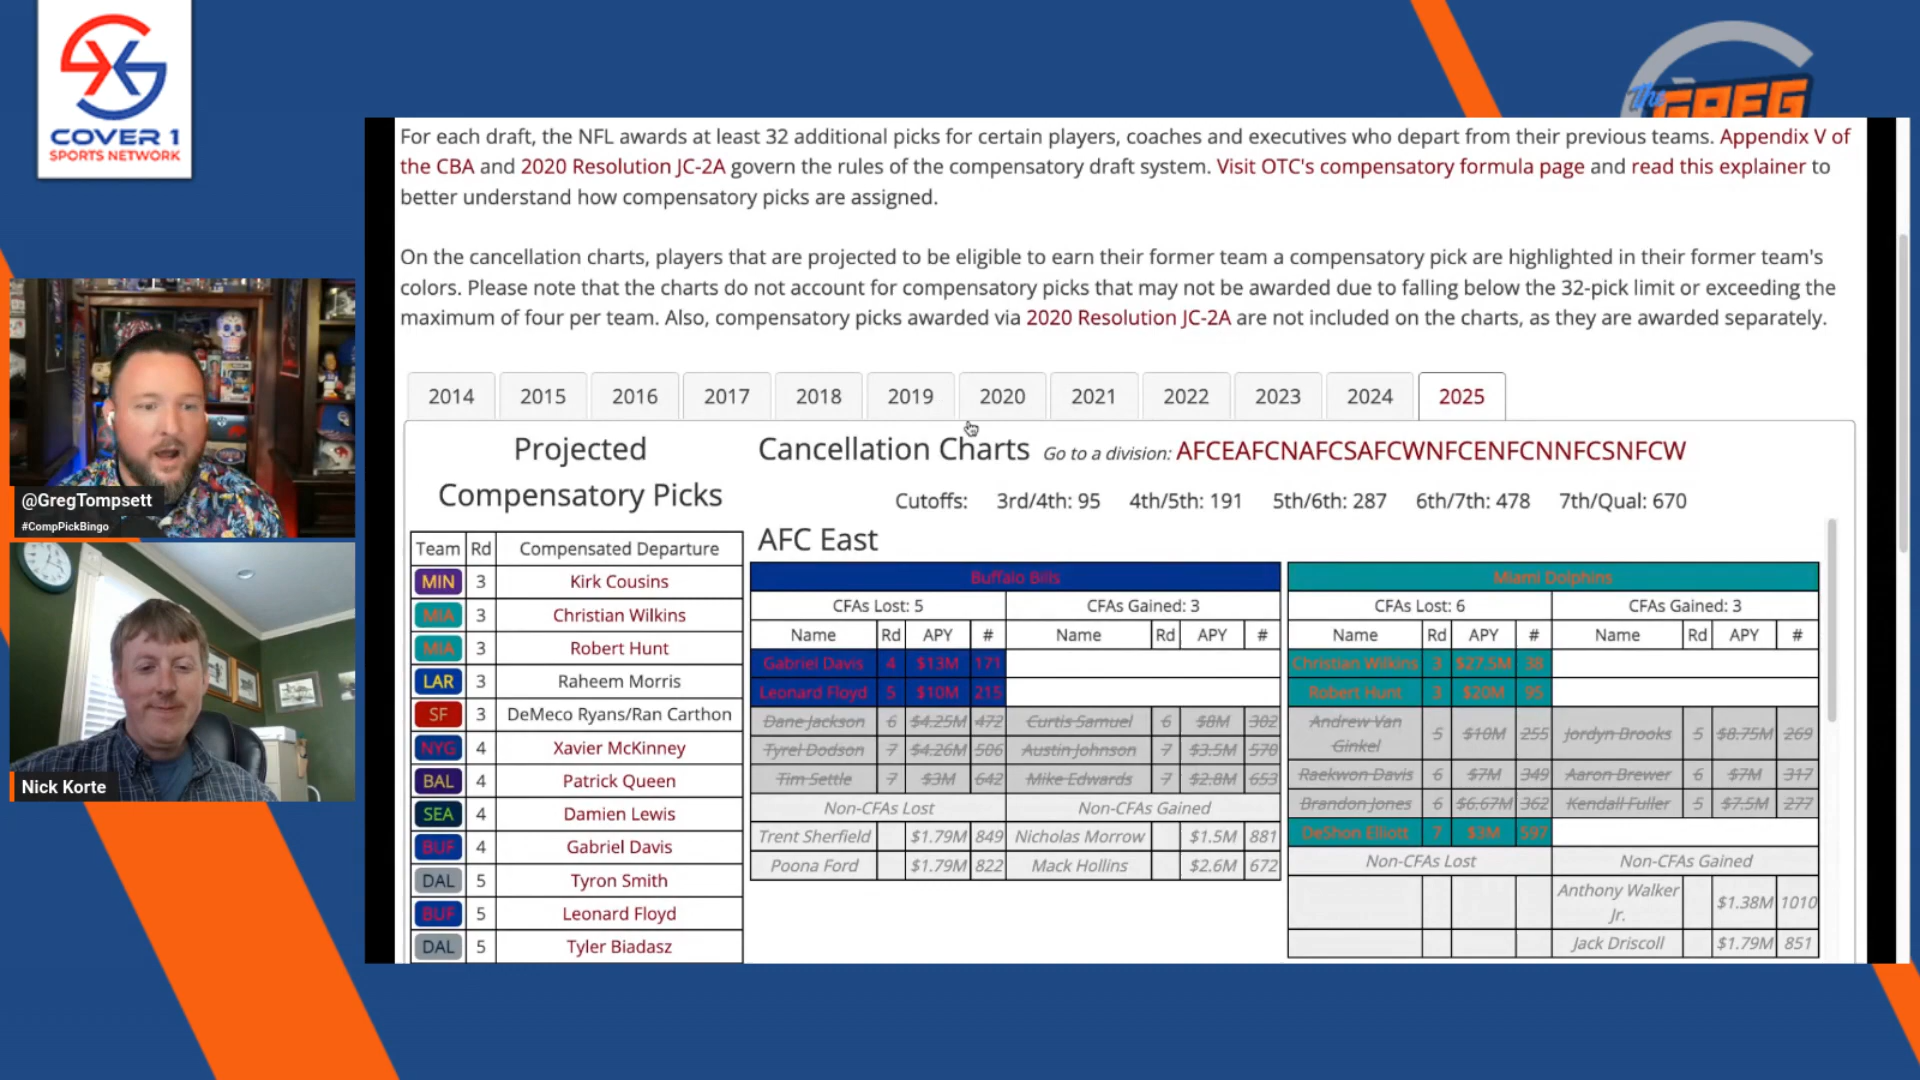 COVER 1
SPORTS NETWORK
The GREG
For each draft, the NFL awards at least 32 additional picks for certain players, coaches and executives who depart from their previous teams. Appendix V of
the CBA and 2020 Resolution JC-2A govern the rules of the compensatory draft system. Visit OTC's compensatory formula page and read this explainer to
better understand how compensatory picks are assigned.
On the cancellation charts, players that are projected to be eligible to earn their former team a compensatory pick are highlighted in their former team's
colors. Please note that the charts do not account for compensatory picks that may not be awarded due to falling below the 32-pick limit or exceeding the
maximum of four per team. Also, compensatory picks awarded via 2020 Resolution JC-2A are not included on the charts, as they are awarded separately.
2014 2015 2016 2017 2018 2019 2020 2021 2022 2023 2024 2025
Projected
Compensatory Picks
Team Rd Compensated Departure
MIN 3 Kirk Cousins
MIA 3 Christian Wilkins
MIA 3 Robert Hunt
LAR 3 Raheem Morris
SF 3 DeMeco Ryans/Ran Carthon
NYG 4 Xavier McKinney
BAL 4 Patrick Queen
SEA 4 Damien Lewis
BUF 4 Gabriel Davis
DAL 5 Tyron Smith
BUF 5 Leonard Floyd
DAL 5 Tyler Biadasz
Cancellation Charts Go to a division: AFCEAFCNAFCSAFCWNFCENFCNNFCSNFCW
Cutoffs: 3rd/4th: 95 4th/5th: 191 5th/6th: 287 6th/7th: 478 7th/Qual: 670
AFC East
Buffalo Bills
CFAs Lost: 5 CFAs Gained: 3
Name Rd APY # Name Rd APY #
Gabriel Davis 4 $13M 171
Leonard Floyd 5 $10M 215
Dane Jackson 6 $4.25M 472 Curtis Samuel 6 $8M 302
Tyrel Dodson 7 $4.26M 506 Austin Johnson 7 $3.5M 570
Tim Settle 7 $3M 642 Mike Edwards 7 $2.8M 653
Non-CFAs Lost Non-CFAs Gained
Trent Sherfield $1.79M 849 Nicholas Morrow $1.5M 881
Poona Ford $1.79M 822 Mack Hollins $2.6M 672
Miami Dolphins
CFAs Lost: 6 CFAs Gained: 3
Name Rd APY # Name Rd APY #
Christian Wilkins 3 $27.5M 38
Robert Hunt 3 $20M 95
Andrew Van
Ginkel 5 $10M 255 Jordyn Brooks 5 $8.75M 269
Raekwon Davis 6 $7M 349 Aaron Brewer 6 $7M 317
Brandon Jones 6 $6.67M 362 Kendall Fuller 5 $7.5M 277
DeShon Elliott 7 $3M 597
Non-CFAs Lost Non-CFAs Gained
Anthony Walker
Jr. $1.38M 1010
Jack Driscoll $1.79M 851
@GregTompsett
#CompPickBingo
Nick Korte